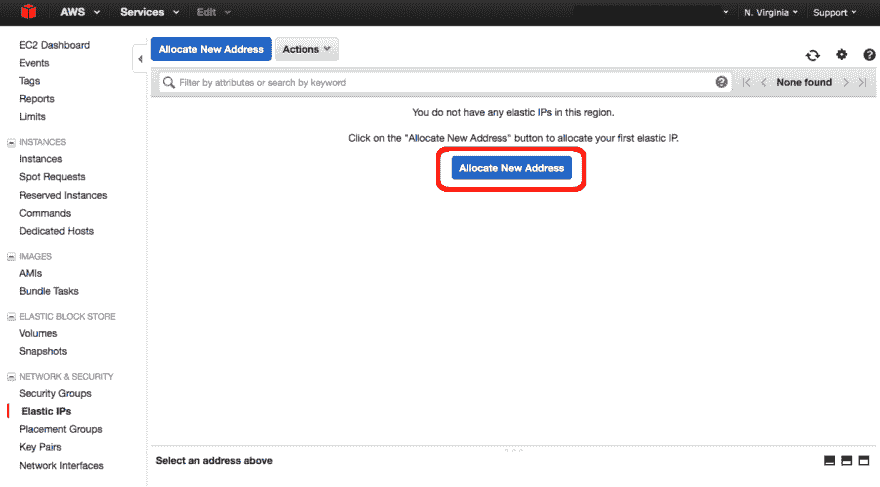 AWS Services Edit N. Virginia Support
EC2 Dashboard
Events
Tags
Reports
Limits
INSTANCES
Instances
Spot Requests
Reserved Instances
Commands
Dedicated Hosts
IMAGES
AMIs
Bundle Tasks
ELASTIC BLOCK STORE
Volumes
Snapshots
NETWORK & SECURITY
Security Groups
Elastic IPs
Placement Groups
Key Pairs
Network Interfaces
Allocate New Address Actions
Filter by attributes or search by keyword None found
You do not have any elastic IPs in this region.
Click on the "Allocate New Address" button to allocate your first elastic IP.
Allocate New Address
Select an address above